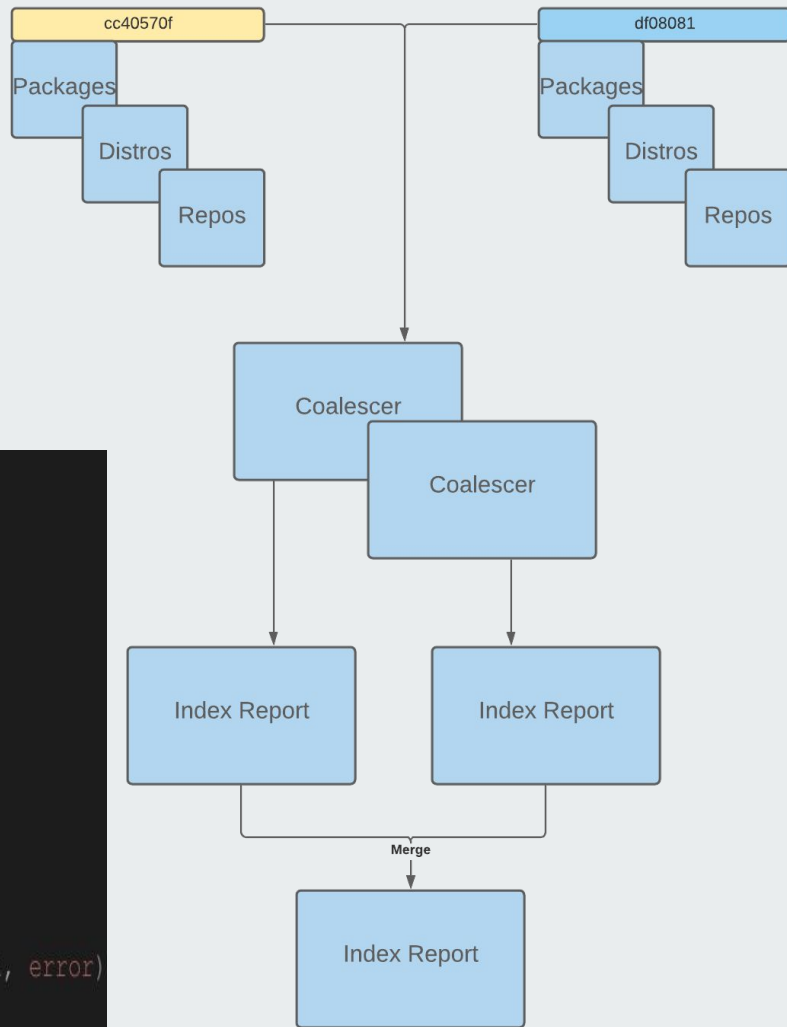 cc40570f
df08081
Packages
Packages
Distros
Distros
Repos
Repos
Coalescer
Coalescer
Index Report
Index Report
Merge
Index Report
, error)